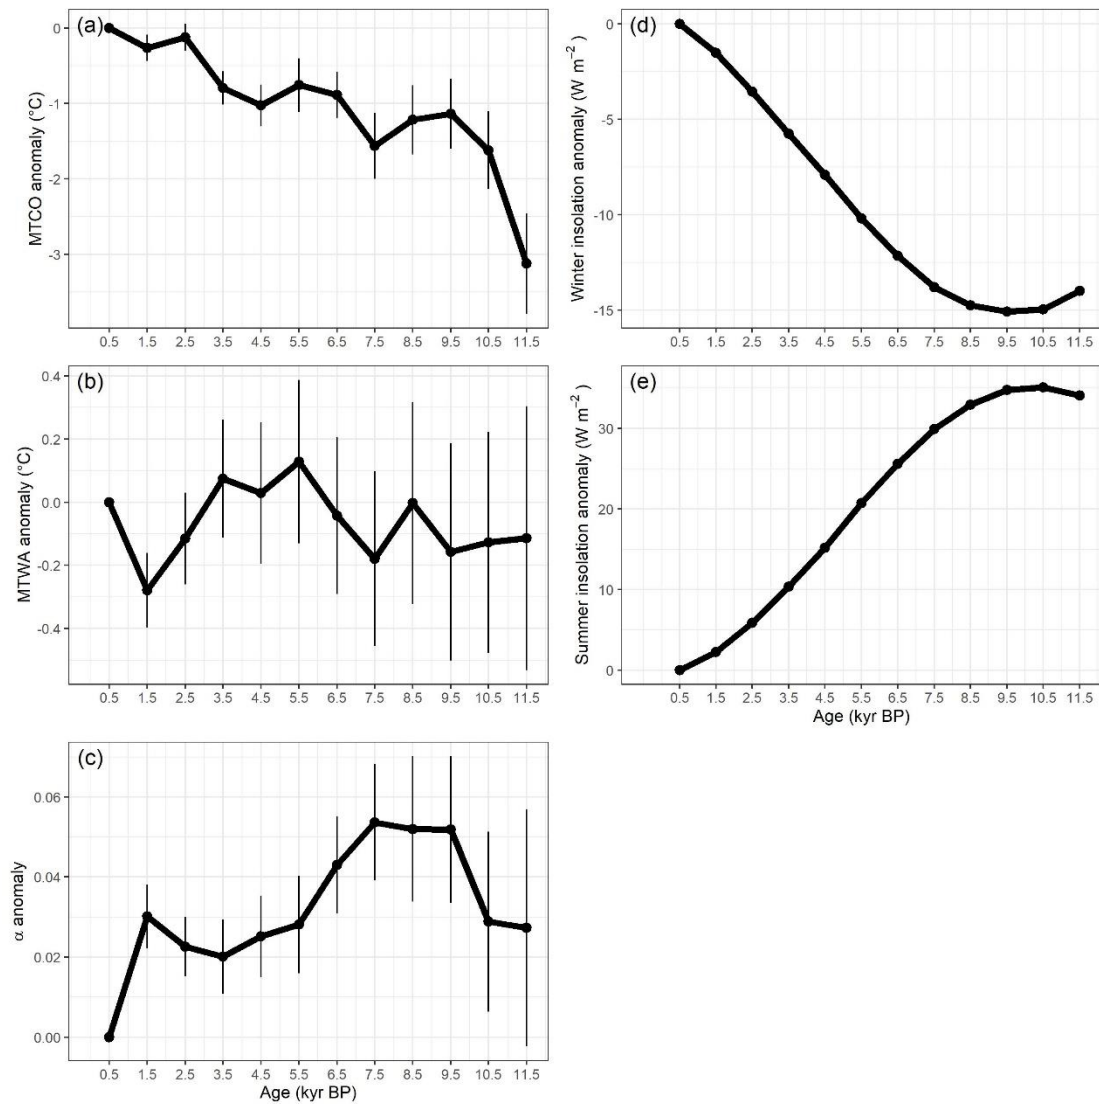 (a)
MTCO anomaly (°C)
0
-1
-2
-3
0.5 1.5 2.5 3.5 4.5 5.5 6.5 7.5 8.5 9.5 10.5 11.5
(b)
MTWA anomaly (°C)
0.4
0.2
0.0
-0.2
-0.4
0.5 1.5 2.5 3.5 4.5 5.5 6.5 7.5 8.5 9.5 10.5 11.5
(c)
α anomaly
0.06
0.04
0.02
0.00
0.5 1.5 2.5 3.5 4.5 5.5 6.5 7.5 8.5 9.5 10.5 11.5
Age (kyr BP)
(d)
Winter insolation anomaly (W m⁻²)
0
-5
-10
-15
0.5 1.5 2.5 3.5 4.5 5.5 6.5 7.5 8.5 9.5 10.5 11.5
(e)
Summer insolation anomaly (W m⁻²)
30
20
10
0
0.5 1.5 2.5 3.5 4.5 5.5 6.5 7.5 8.5 9.5 10.5 11.5
Age (kyr BP)